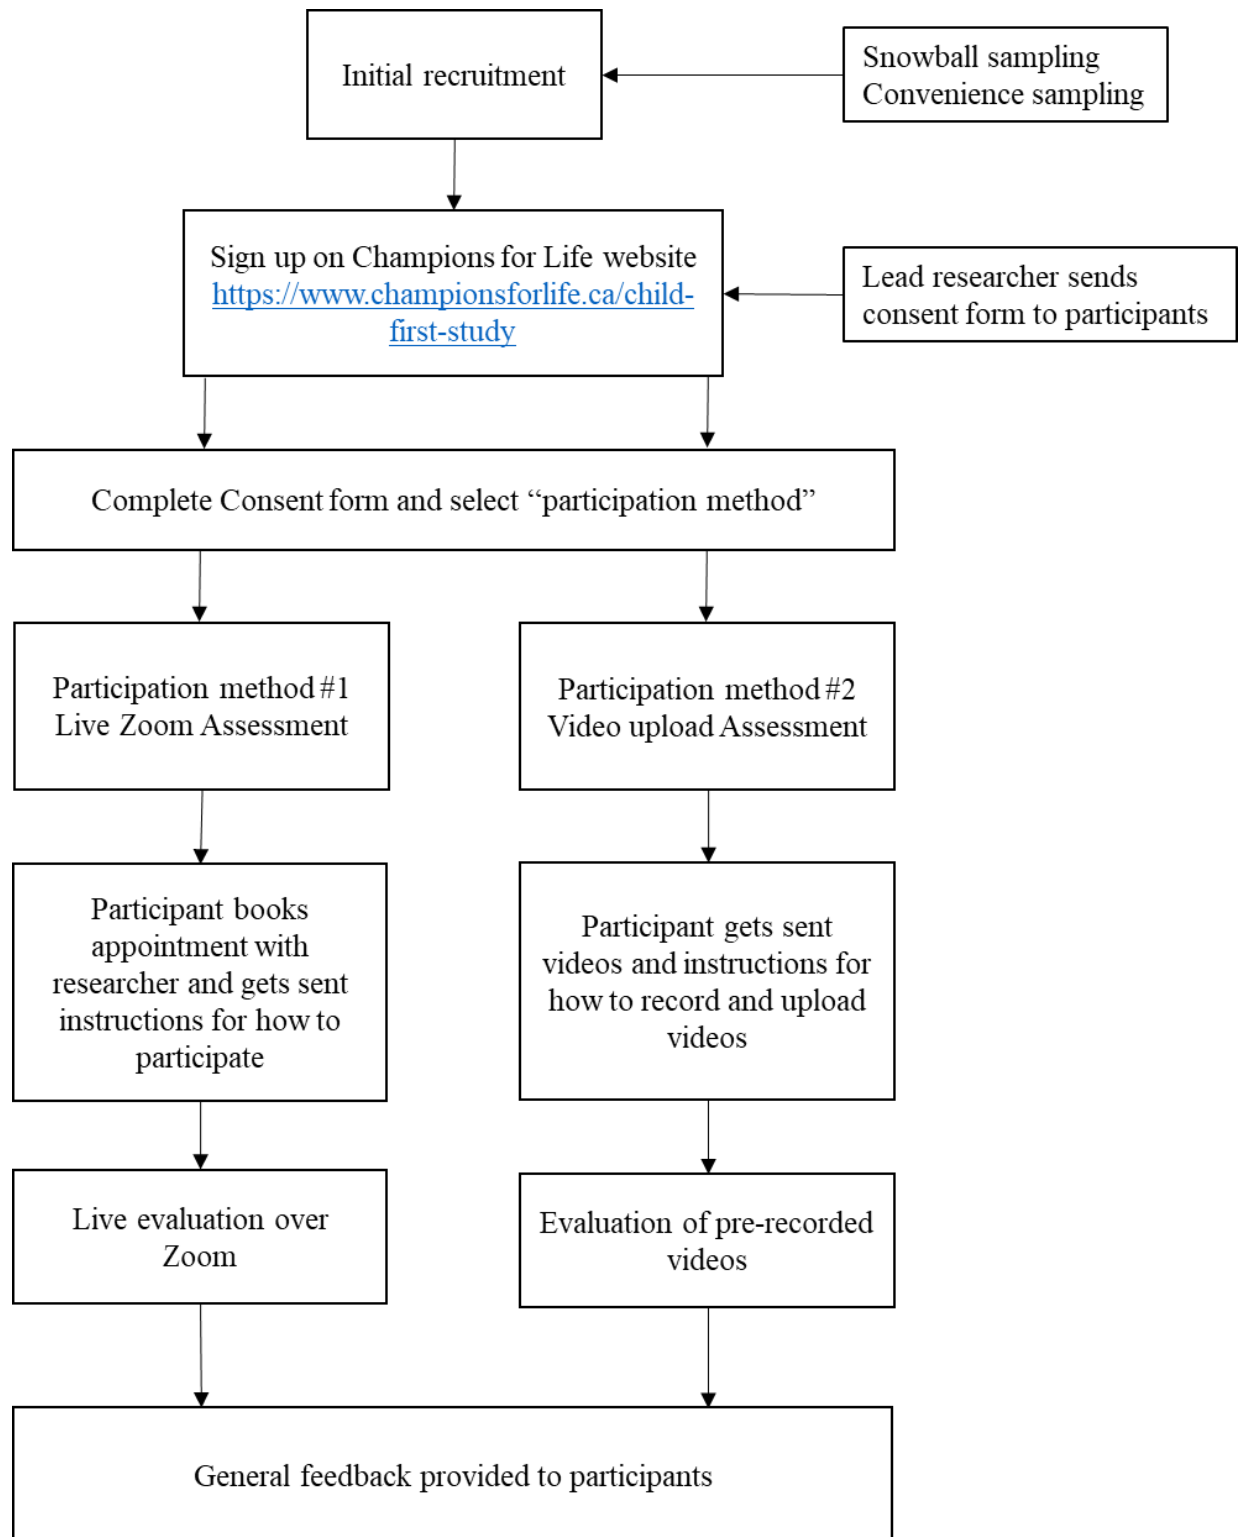 Initial recruitment
Snowball sampling
Convenience sampling
Sign up on Champions for Life website
https://www.championsforlife.ca/child-
first-study
Lead researcher sends
consent form to participants
Complete Consent form and select “participation method”
Participation method #1
Live Zoom Assessment
Participation method #2
Video upload Assessment
Participant books
appointment with
researcher and gets sent
instructions for how to
participate
Participant gets sent
videos and instructions for
how to record and upload
videos
Live evaluation over
Zoom
Evaluation of pre-recorded
videos
General feedback provided to participants